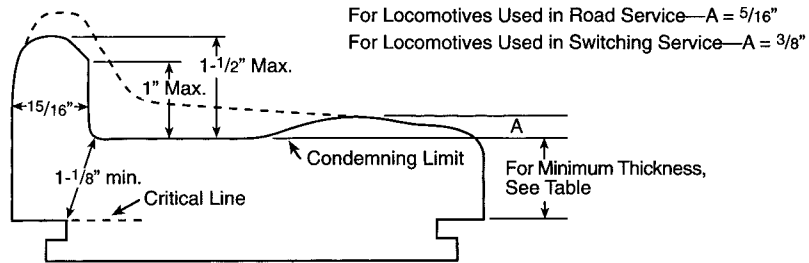 For Locomotives Used in Road Service—A = 5/16”
For Locomotives Used in Switching Service—A = 3/8”
1-1/2” Max.
1” Max.
15/16”
A
Condemning Limit
For Minimum Thickness,
See Table
1-1/8” min.
Critical Line